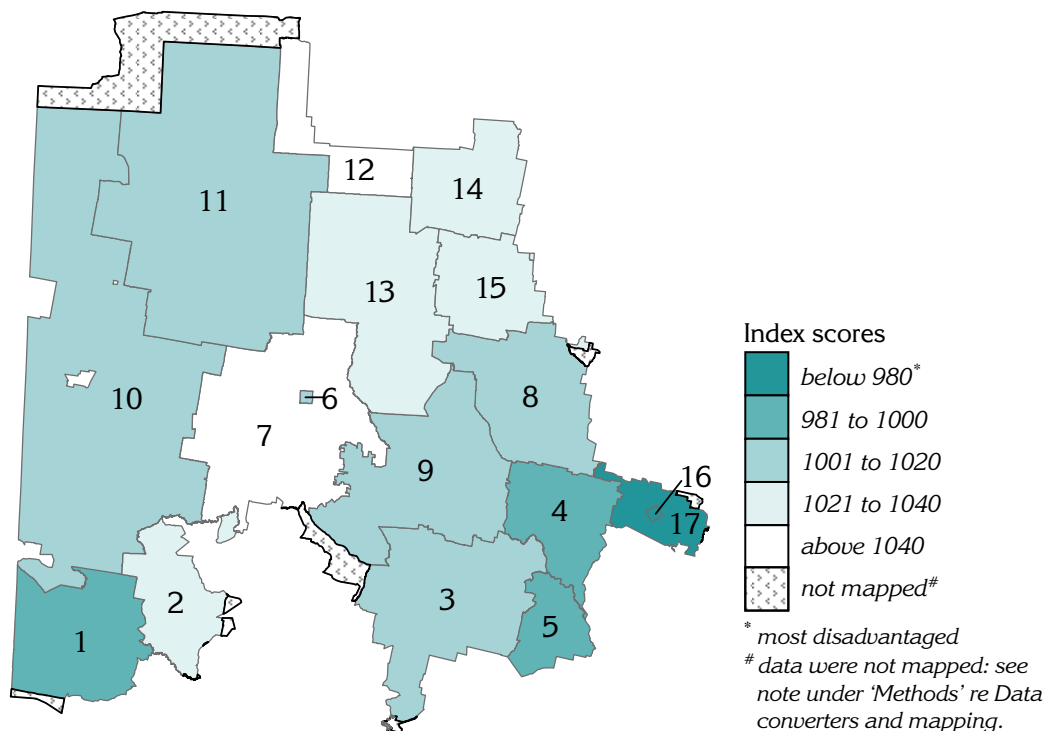 12
14
11
13
15
6
8
10
7
9
16
4
17
2
3
1
5
Index scores
below 980*
981 to 1000
1001 to 1020
1021 to 1040
above 1040
not mapped#
* most disadvantaged
# data were not mapped: see
note under ‘Methods’ re Data
converters and mapping.